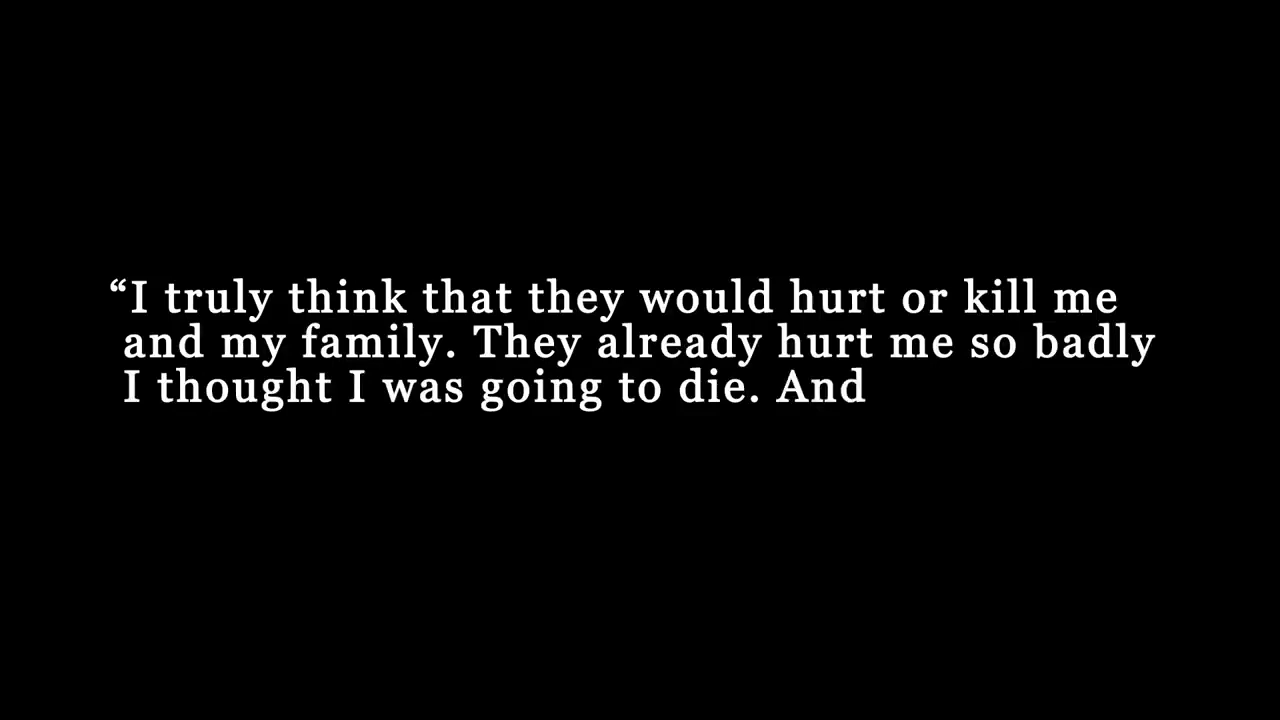 “I truly think that they would hurt or kill me
and my family. They already hurt me so badly
I thought I was going to die. And